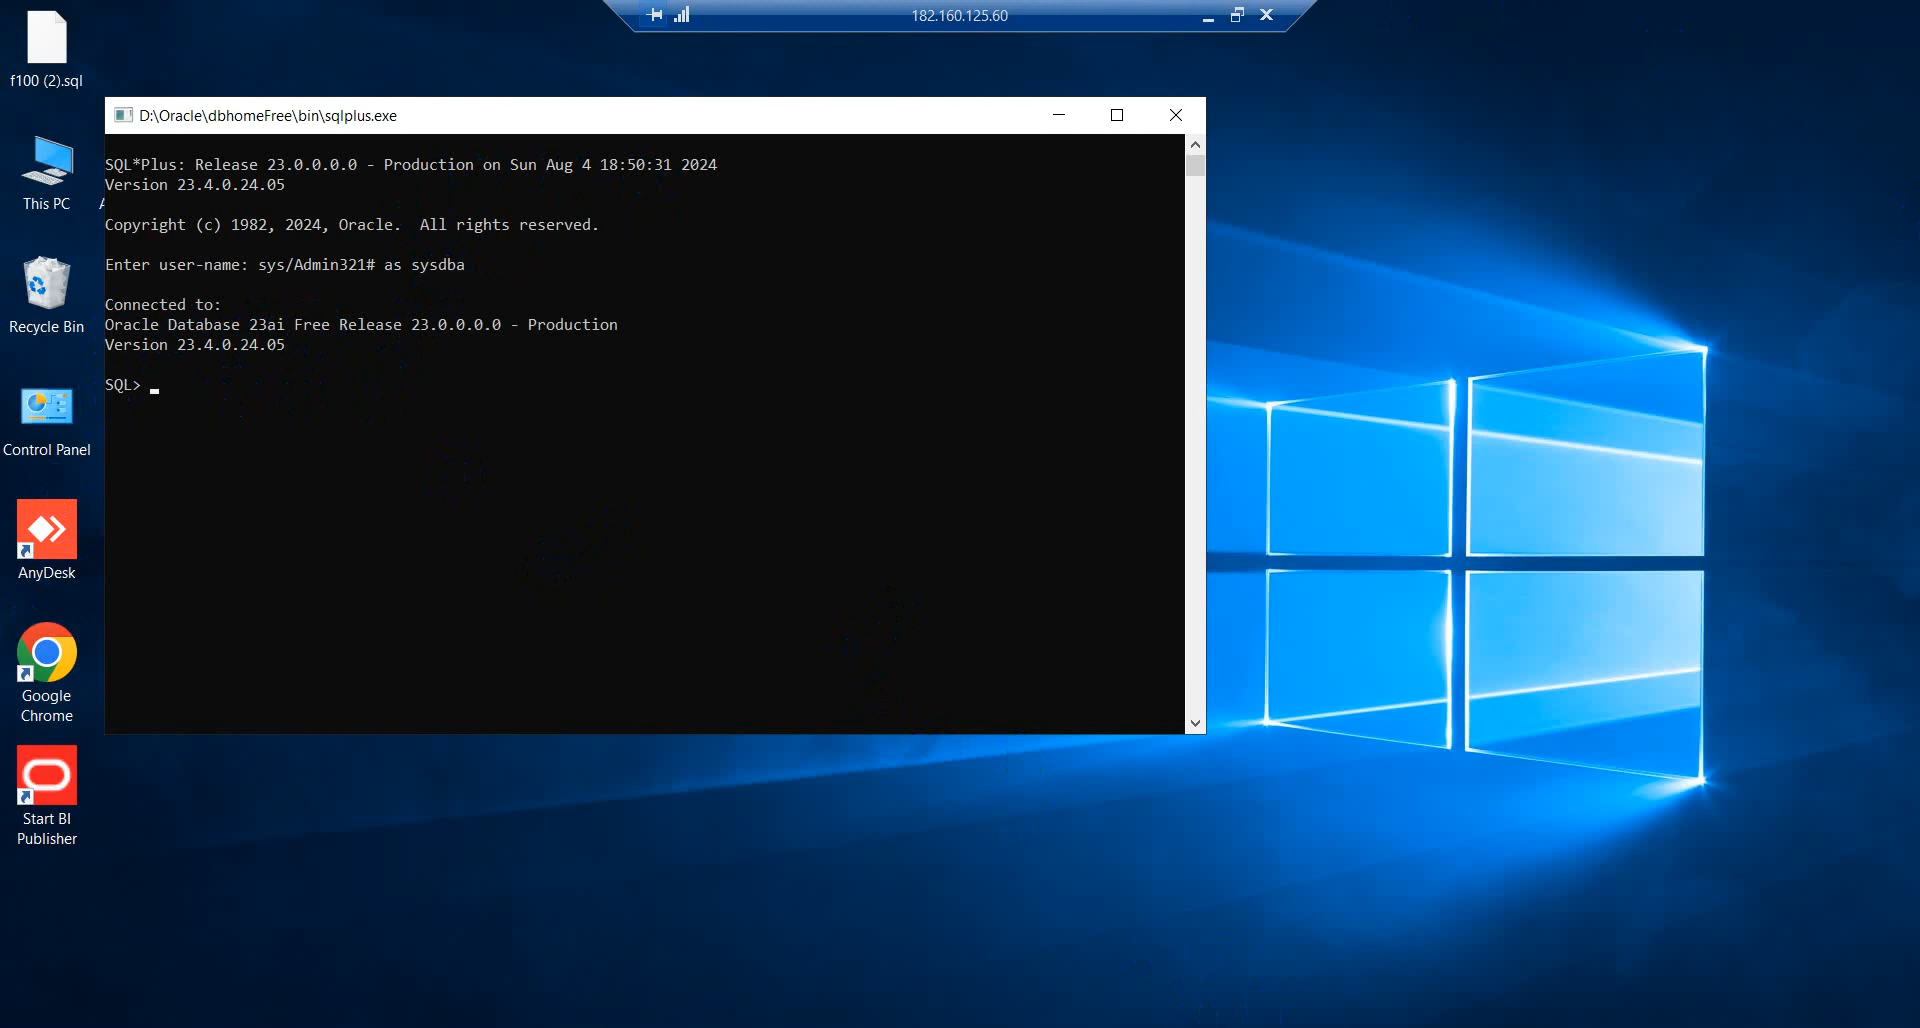 182.160.125.60
f100 (2).sql
This PC
A
Recycle Bin
Control Panel
AnyDesk
Google
Chrome
Start BI
Publisher
D:\Oracle\dbhomeFree\bin\sqlplus.exe
SQL*Plus: Release 23.0.0.0.0 - Production on Sun Aug 4 18:50:31 2024
Version 23.4.0.24.05
Copyright (c) 1982, 2024, Oracle.  All rights reserved.
Enter user-name: sys/Admin321# as sysdba
Connected to:
Oracle Database 23ai Free Release 23.0.0.0.0 - Production
Version 23.4.0.24.05
SQL>